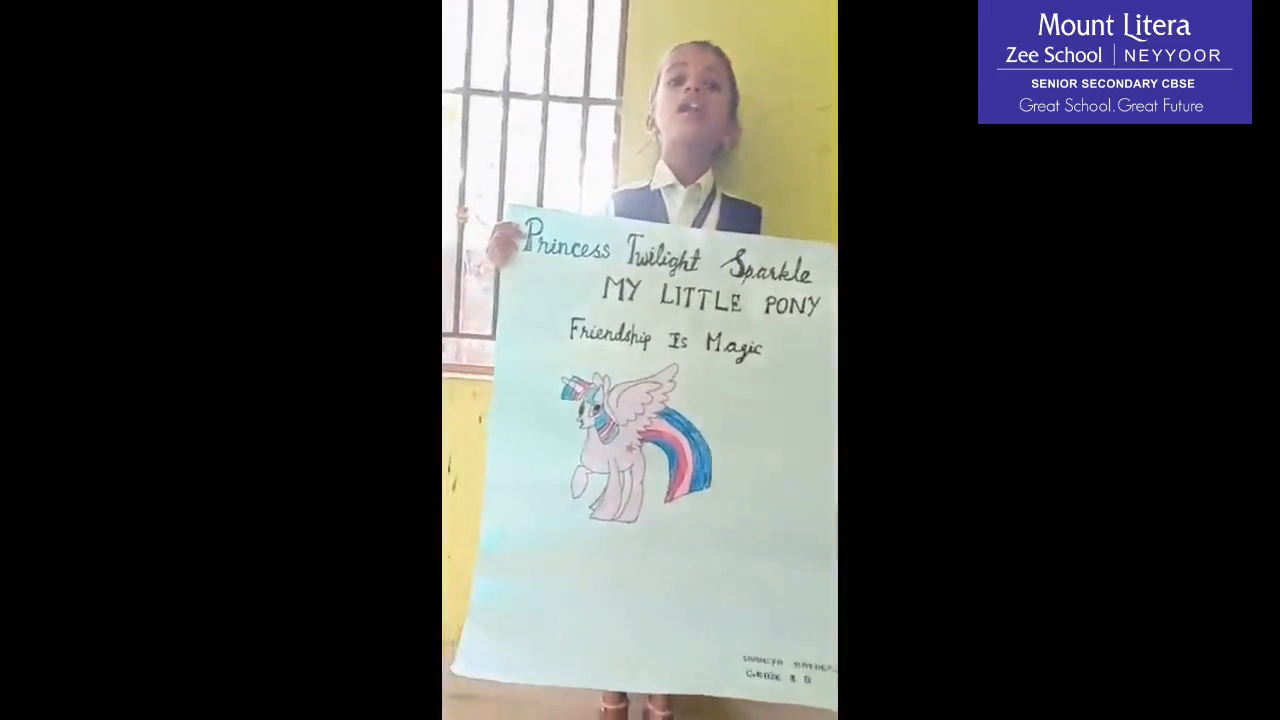 Mount Litera
Zee School | NEYYOOR
SENIOR SECONDARY CBSE
Great School. Great Future
Princess Twilight Sparkle
MY LITTLE PONY
Friendship Is Magic